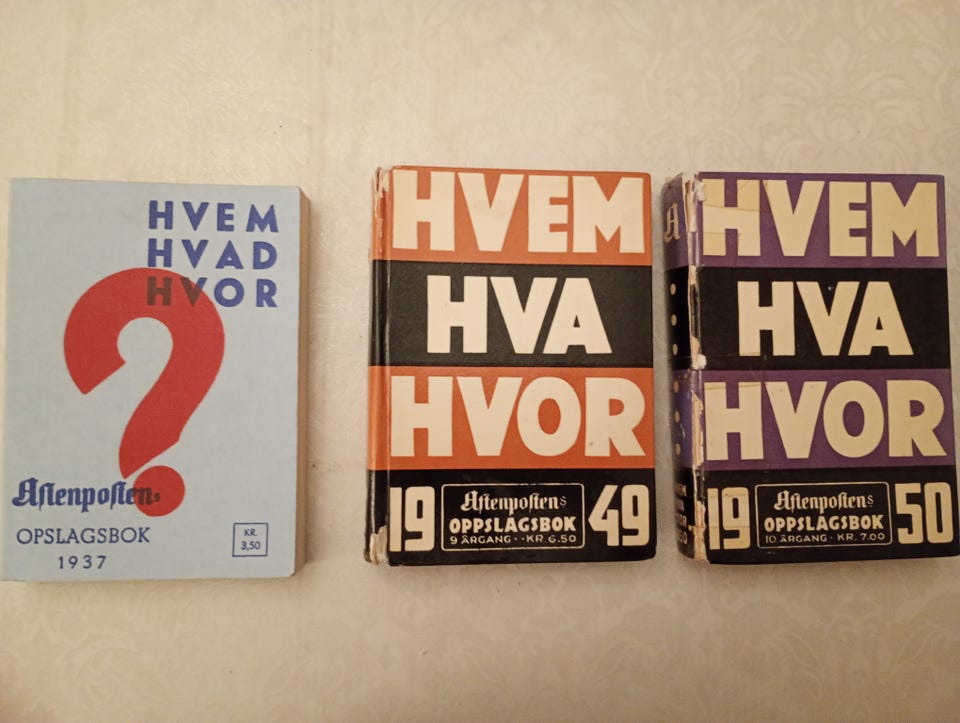 HVEM
HVAD
HVOR
?
Aftenpostens
OPSLAGSBOK
1937
KR.
3,50
HVEM
HVA
HVOR
19 Aftenpostens 49
OPPSLAGSBOK
9 ÅRGANG · · KR 6.50
A
HVEM
HVA
HVOR
19 Aftenpostens 50
OPPSLAGSBOK
10. ÅRGANG · KR. 7.00